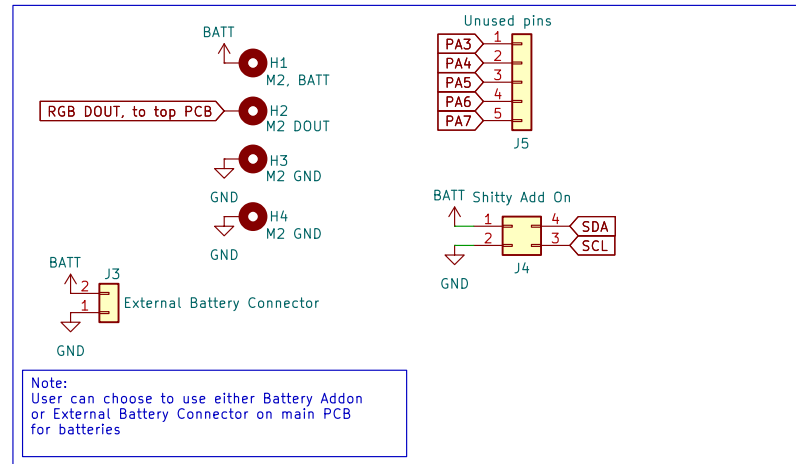 BATT
H1
M2, BATT
RGB DOUT, to top PCB
H2
M2 DOUT
H3
M2 GND
GND
H4
M2 GND
GND
BATT
J3
2
1
External Battery Connector
GND
Unused pins
PA3 1
PA4 2
PA5 3
PA6 4
PA7 5
J5
BATT Shitty Add On
1 4 SDA
2 3 SCL
J4
GND
Note:
User can choose to use either Battery Addon
or External Battery Connector on main PCB
for batteries